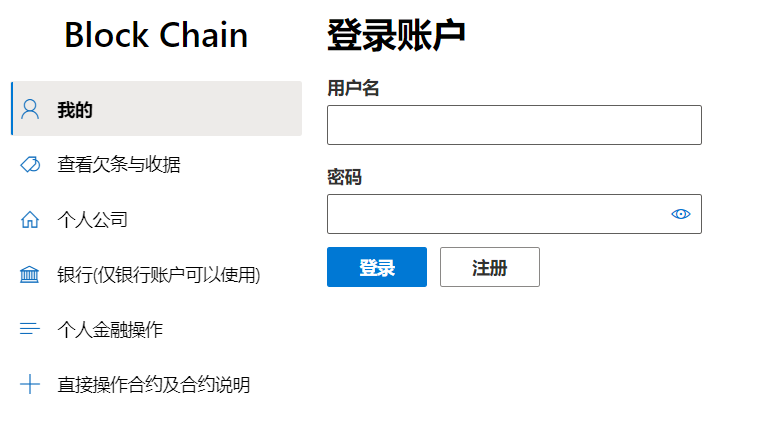 Block Chain
我的
查看欠条与收据
个人公司
银行(仅银行账户可以使用)
个人金融操作
直接操作合约及合约说明
登录账户
用户名
密码
登录
注册